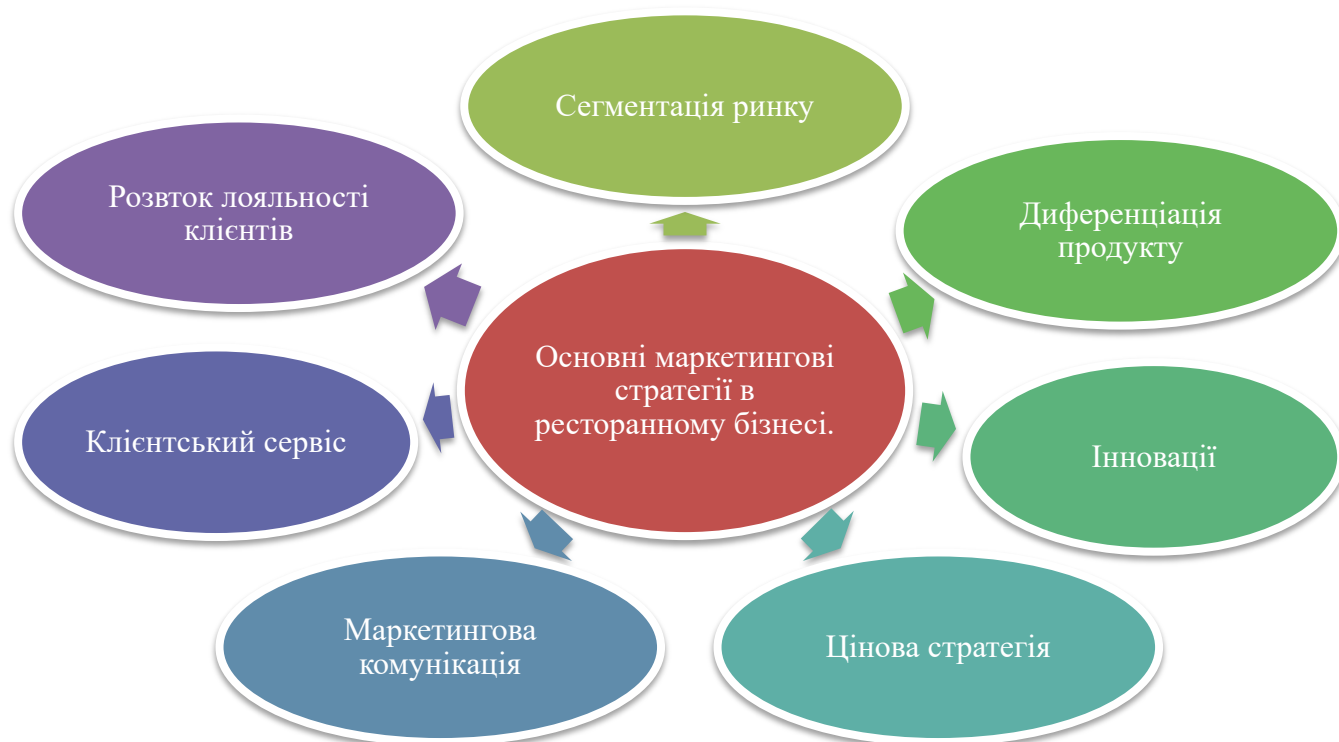 Сегментація ринку
Розвток лояльності
клієнтів
Диференціація
продукту
Основні маркетингові
стратегії в
ресторанному бізнесі.
Клієнтський сервіс
Інновації
Маркетингова
комунікація
Цінова стратегія